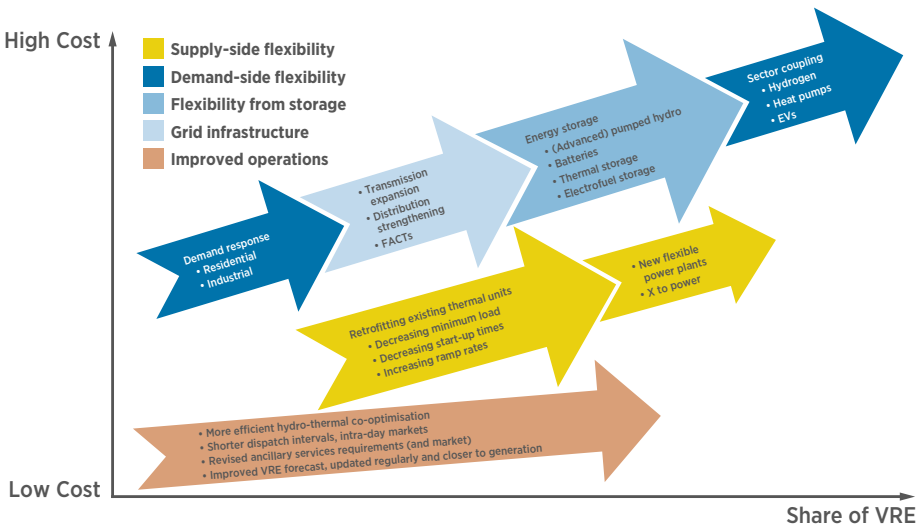 High Cost
Supply-side flexibility
Demand-side flexibility
Flexibility from storage
Grid infrastructure
Improved operations
Demand response
• Residential
• Industrial
• Transmission
expansion
• Distribution
strengthening
• FACTs
Energy storage
• (Advanced) pumped hydro
• Batteries
• Thermal storage
• Electrofuel storage
Sector coupling
• Hydrogen
• Heat pumps
• EVs
Retrofitting existing thermal units
• Decreasing minimum load
• Decreasing start-up times
• Increasing ramp rates
• New flexible
power plants
• X to power
• More efficient hydro-thermal co-optimisation
• Shorter dispatch intervals, intra-day markets
• Revised ancillary services requirements (and market)
• Improved VRE forecast, updated regularly and closer to generation
Low Cost
Share of VRE